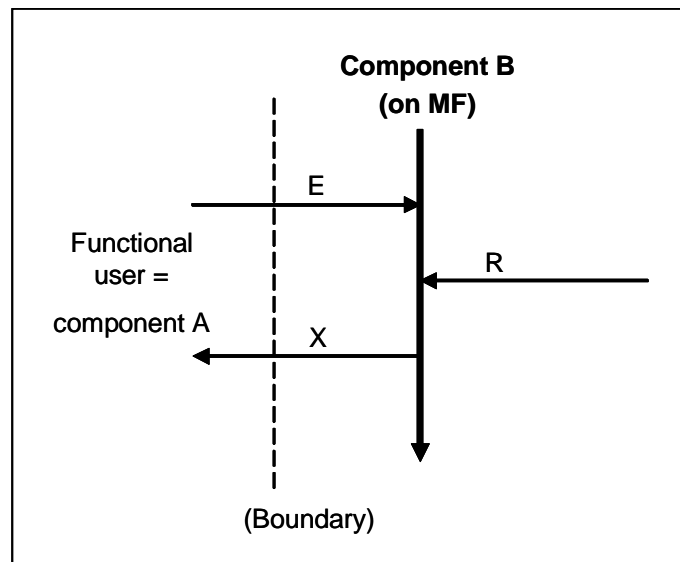 Component B
(on MF)
E
Functional
user =
component A
R
X
(Boundary)